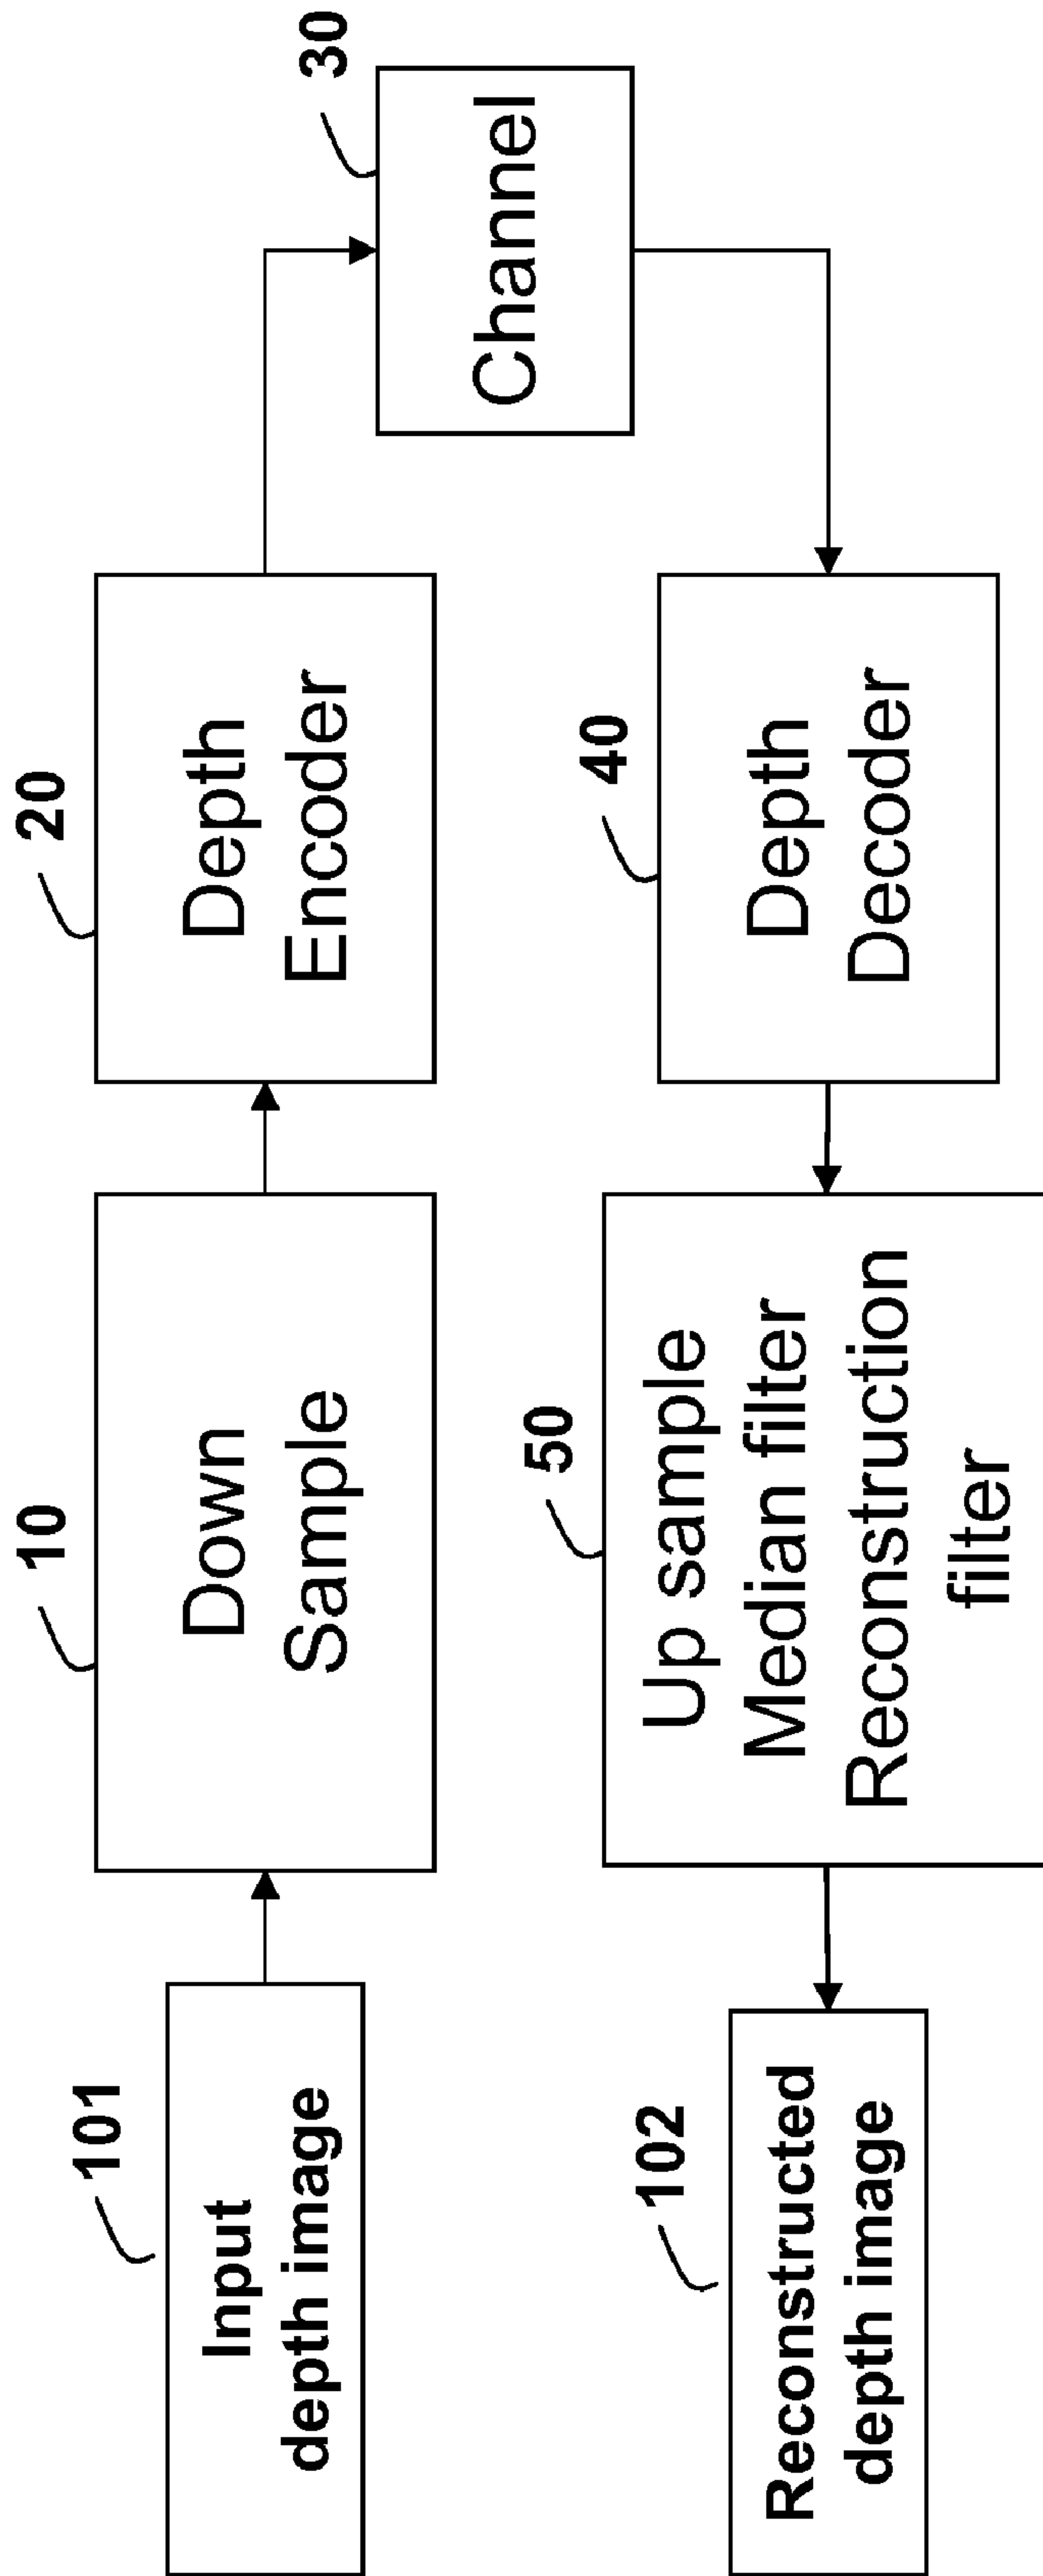 101
Input
depth image
10
Down
Sample
20
Depth
Encoder
30
Channel
40
Depth
Decoder
50
Up sample
Median filter
Reconstruction
filter
102
Reconstructed
depth image